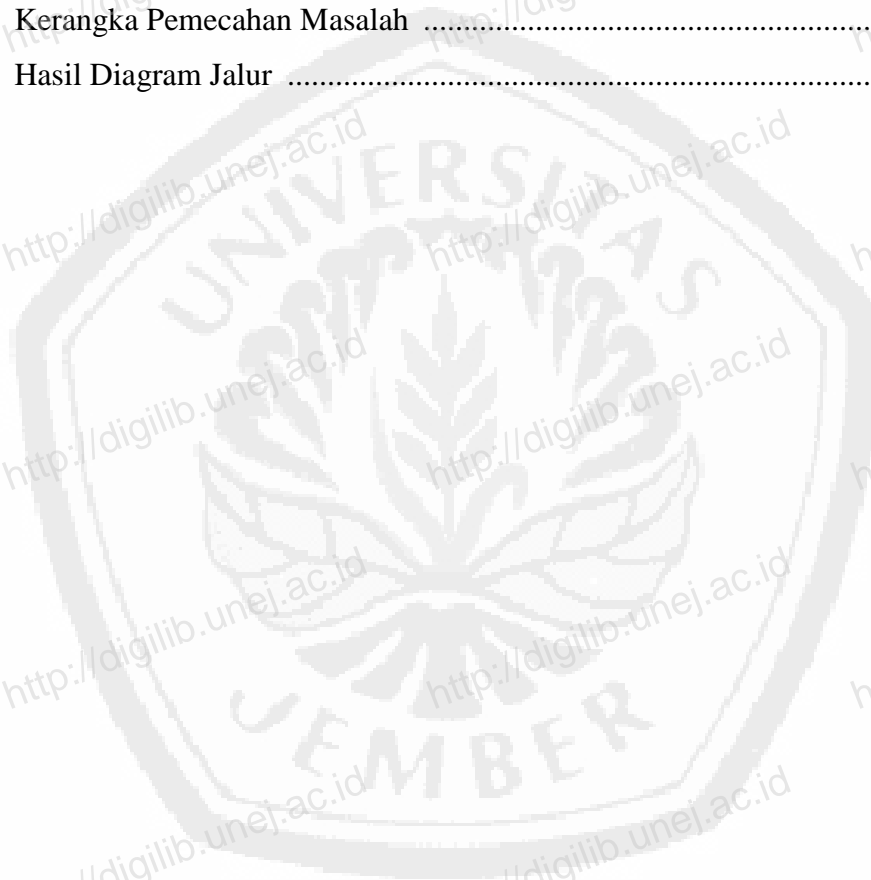 Kerangka Pemecahan Masalah ........................................................
Hasil Diagram Jalur .........................................................................
http://digilib.unej.ac.id http://digilib.unej.ac.id
UNIVERSITAS
http://digilib.unej.ac.id http://digilib.unej.ac.id
http://digilib.unej.ac.id http://digilib.unej.ac.id
JEMBER
//digilib.unej.ac.id //digilib.unej.ac.id